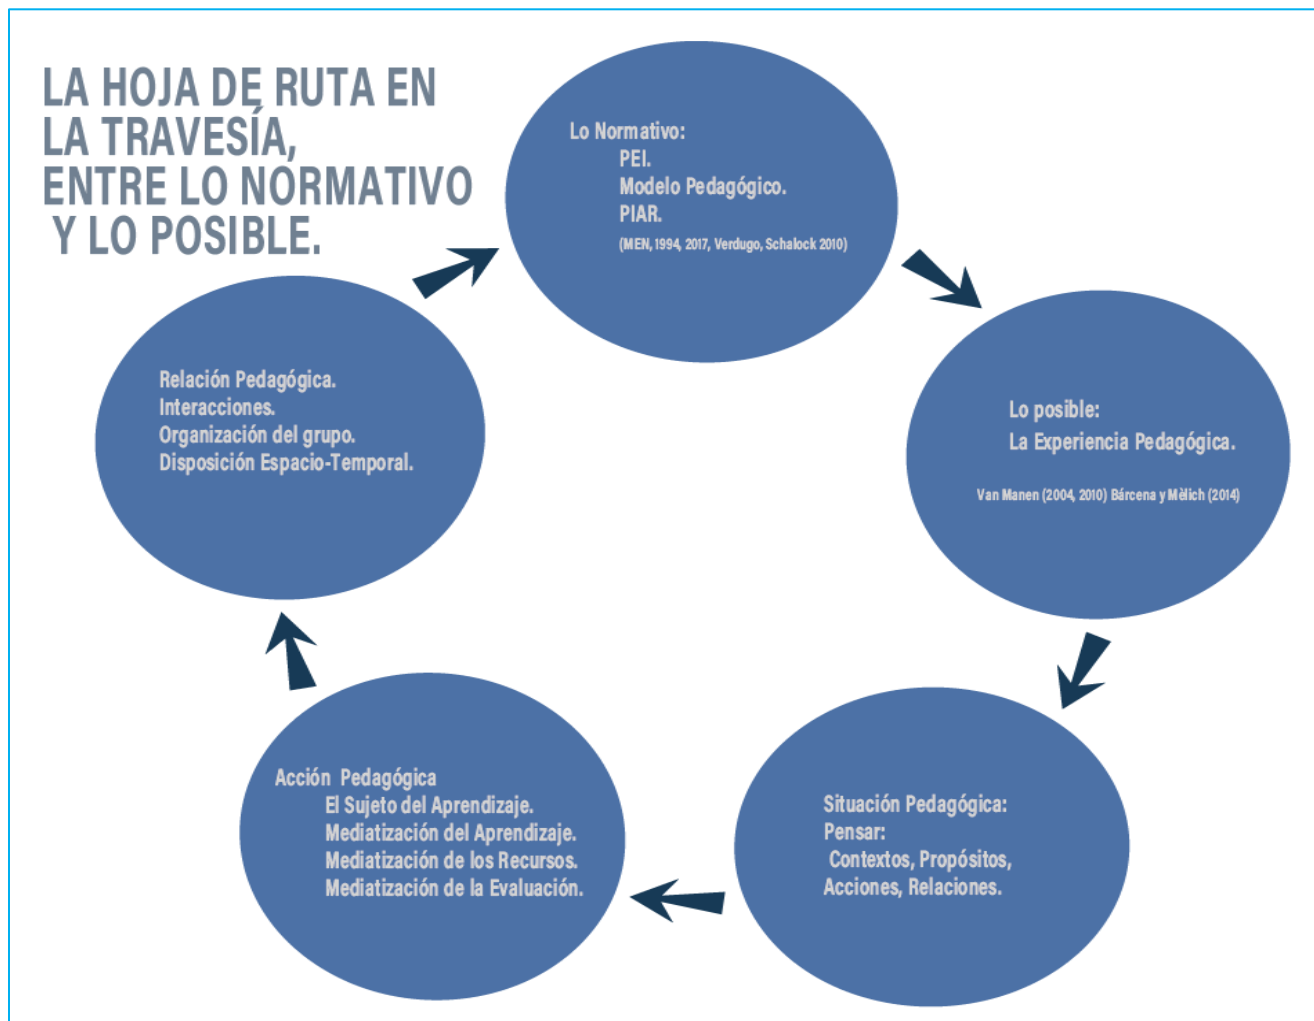 LA HOJA DE RUTA EN
LA TRAVESÍA,
ENTRE LO NORMATIVO
Y LO POSIBLE.
Lo Normativo:
PEI.
Modelo Pedagógico.
PIAR.
(MEN, 1994, 2017, Verdugo, Schalock 2010)
Lo posible:
La Experiencia Pedagógica.
Van Manen (2004, 2010) Bárcena y Mèlich (2014)
Situación Pedagógica:
Pensar:
Contextos, Propósitos,
Acciones, Relaciones.
Acción Pedagógica
El Sujeto del Aprendizaje.
Mediatización del Aprendizaje.
Mediatización de los Recursos.
Mediatización de la Evaluación.
Relación Pedagógica.
Interacciones.
Organización del grupo.
Disposición Espacio-Temporal.